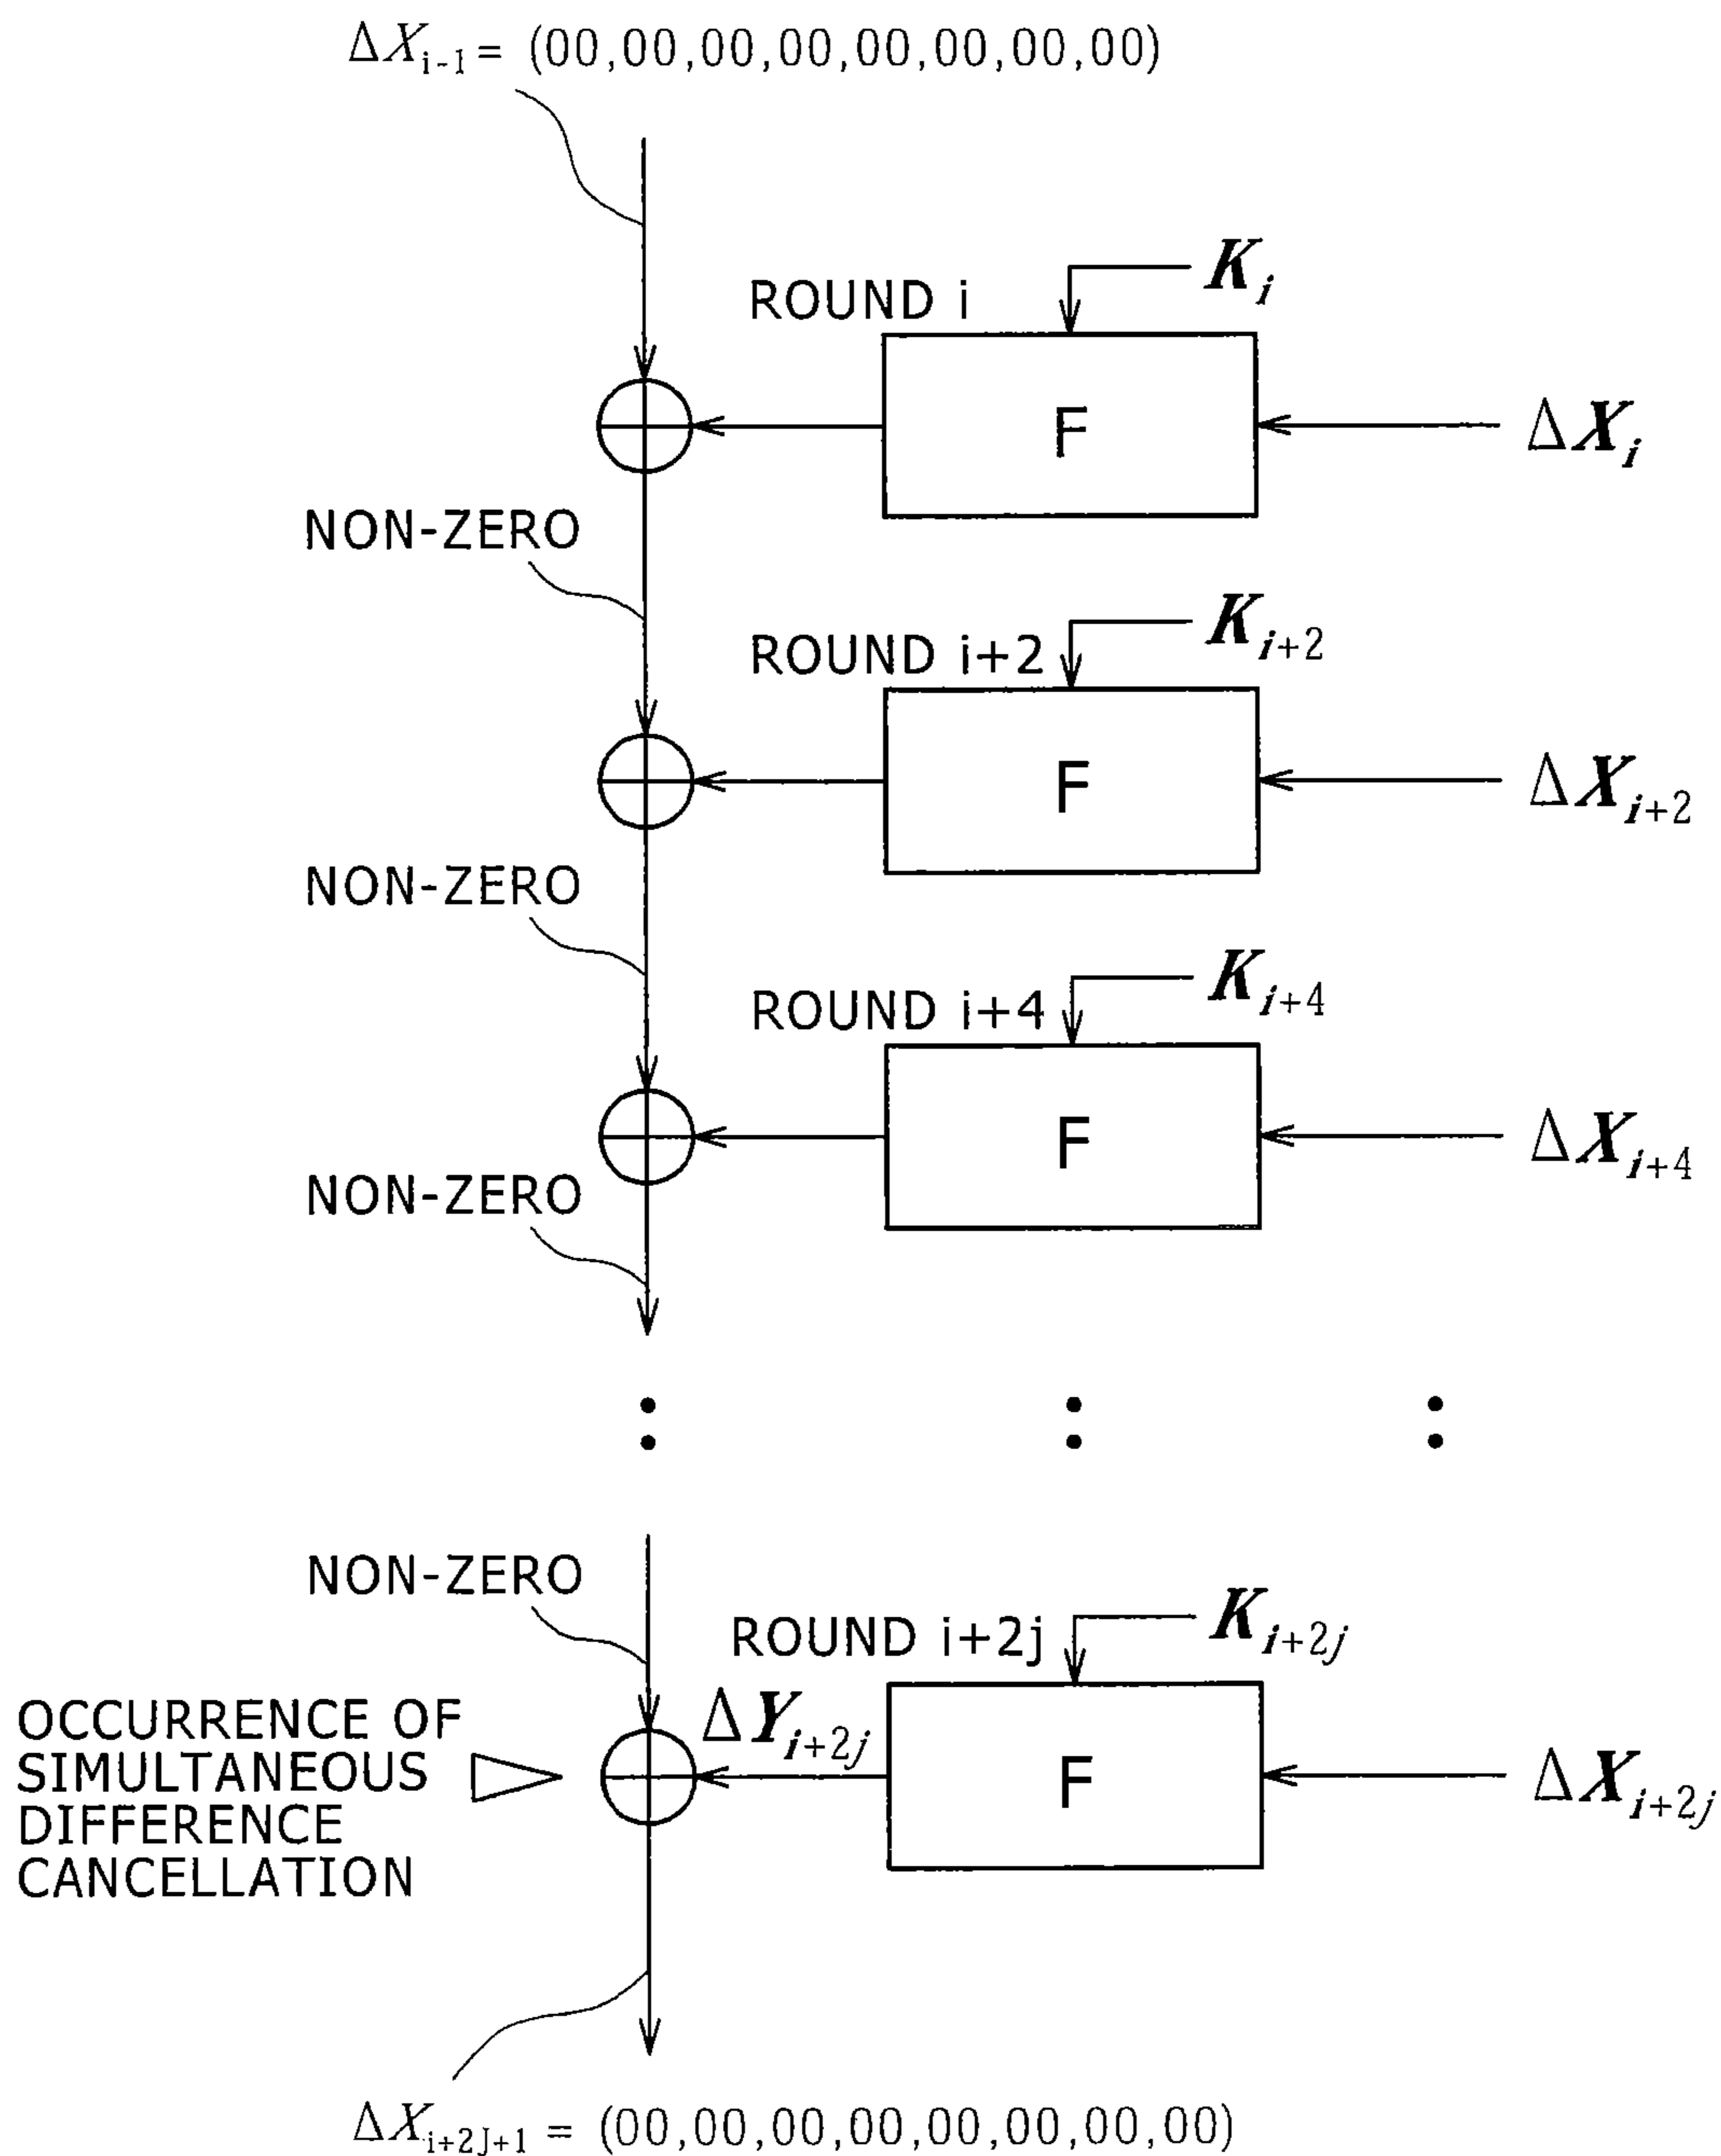 ΔX_{i-1} = (00,00,00,00,00,00,00,00)
K_i
ROUND i
F
ΔX_i
NON-ZERO
K_{i+2}
ROUND i+2
F
ΔX_{i+2}
NON-ZERO
K_{i+4}
ROUND i+4
F
ΔX_{i+4}
NON-ZERO
NON-ZERO
K_{i+2j}
ROUND i+2j
OCCURRENCE OF
SIMULTANEOUS
DIFFERENCE
CANCELLATION
ΔY_{i+2j}
F
ΔX_{i+2j}
ΔX_{i+2J+1} = (00,00,00,00,00,00,00,00)